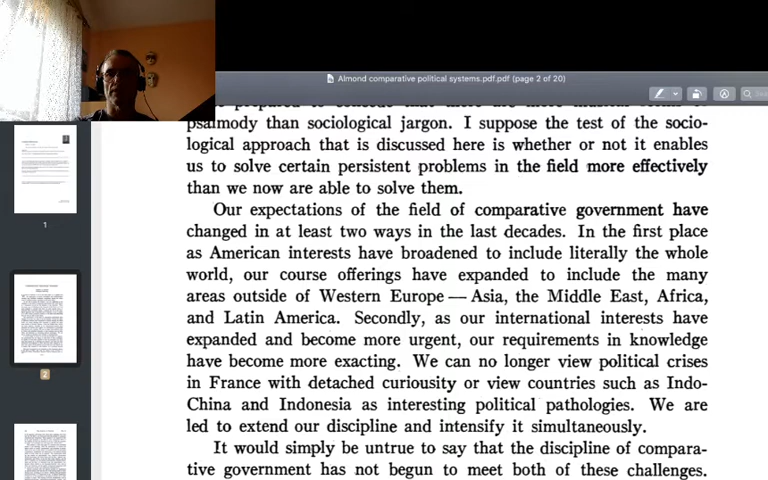 Almond comparative political systems.pdf.pdf (page 2 of 20)
psalmody than sociological jargon. I suppose the test of the socio-
logical approach that is discussed here is whether or not it enables
us to solve certain persistent problems in the field more effectively
than we now are able to solve them.
Our expectations of the field of comparative government have
changed in at least two ways in the last decades. In the first place
as American interests have broadened to include literally the whole
world, our course offerings have expanded to include the many
areas outside of Western Europe — Asia, the Middle East, Africa,
and Latin America. Secondly, as our international interests have
expanded and become more urgent, our requirements in knowledge
have become more exacting. We can no longer view political crises
in France with detached curiousity or view countries such as Indo-
China and Indonesia as interesting political pathologies. We are
led to extend our discipline and intensify it simultaneously.
It would simply be untrue to say that the discipline of compara-
tive government has not begun to meet both of these challenges.
1
2